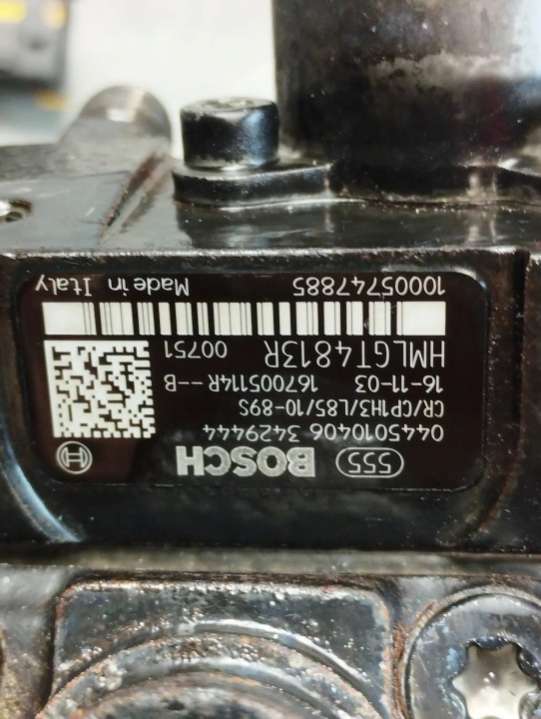 555 BOSCH
0445010406 3429444
CR/CP1H3/L85/10-89S
16-11-03 167005114R--B
HMLGT4813R 00751
10005747885 Made in Italy